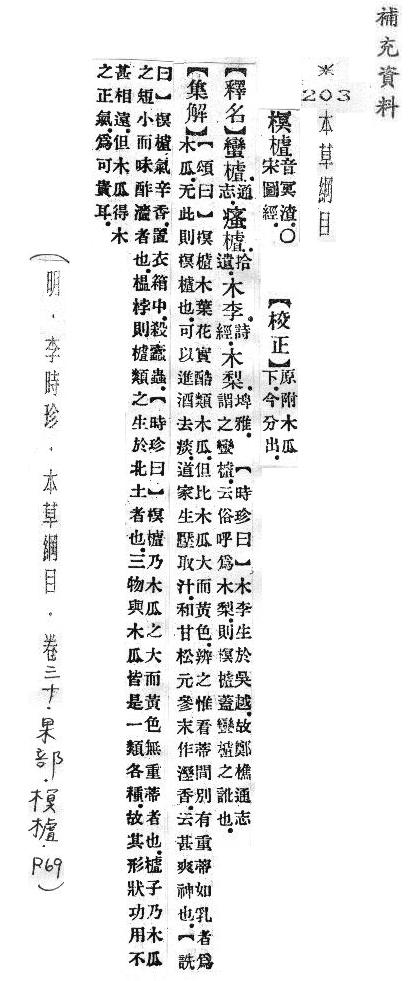 補充資料
※203 本草綱目
榠樝音冥渣.〇宋圖經. 【校正】原附木瓜下.今分出.
【釋名】蠻樝通志.瘙樝拾遺.木李詩經.木梨埤雅.【時珍曰】木李生於吳越.故鄭樵通志謂之蠻樝.云俗呼爲木梨.則榠樝蓋蠻樝之訛也.
【集解】【頌曰】榠樝木葉花實酷類木瓜.但比木瓜大而黃色.辨之惟看蒂間別有重蒂如乳者爲
木瓜.无此則榠樝也.可以進酒去痰.道家生壓取汁.和甘松元參末作溼香.云甚爽神也.【詵
曰】榠樝氣辛香.置衣箱中.殺蠹蟲.【時珍曰】榠樝乃木瓜之大而黃色無重蒂者也.樝子乃木瓜
之短小而味酢澀者也.榲桲則樝類之生於北土者也.三物與木瓜皆是一類各種.故其形狀功用不
甚相遠.但木瓜得木
之正氣.爲可貴耳.
(明.李時珍.本草綱目.卷三十.果部.榠樝.P69)